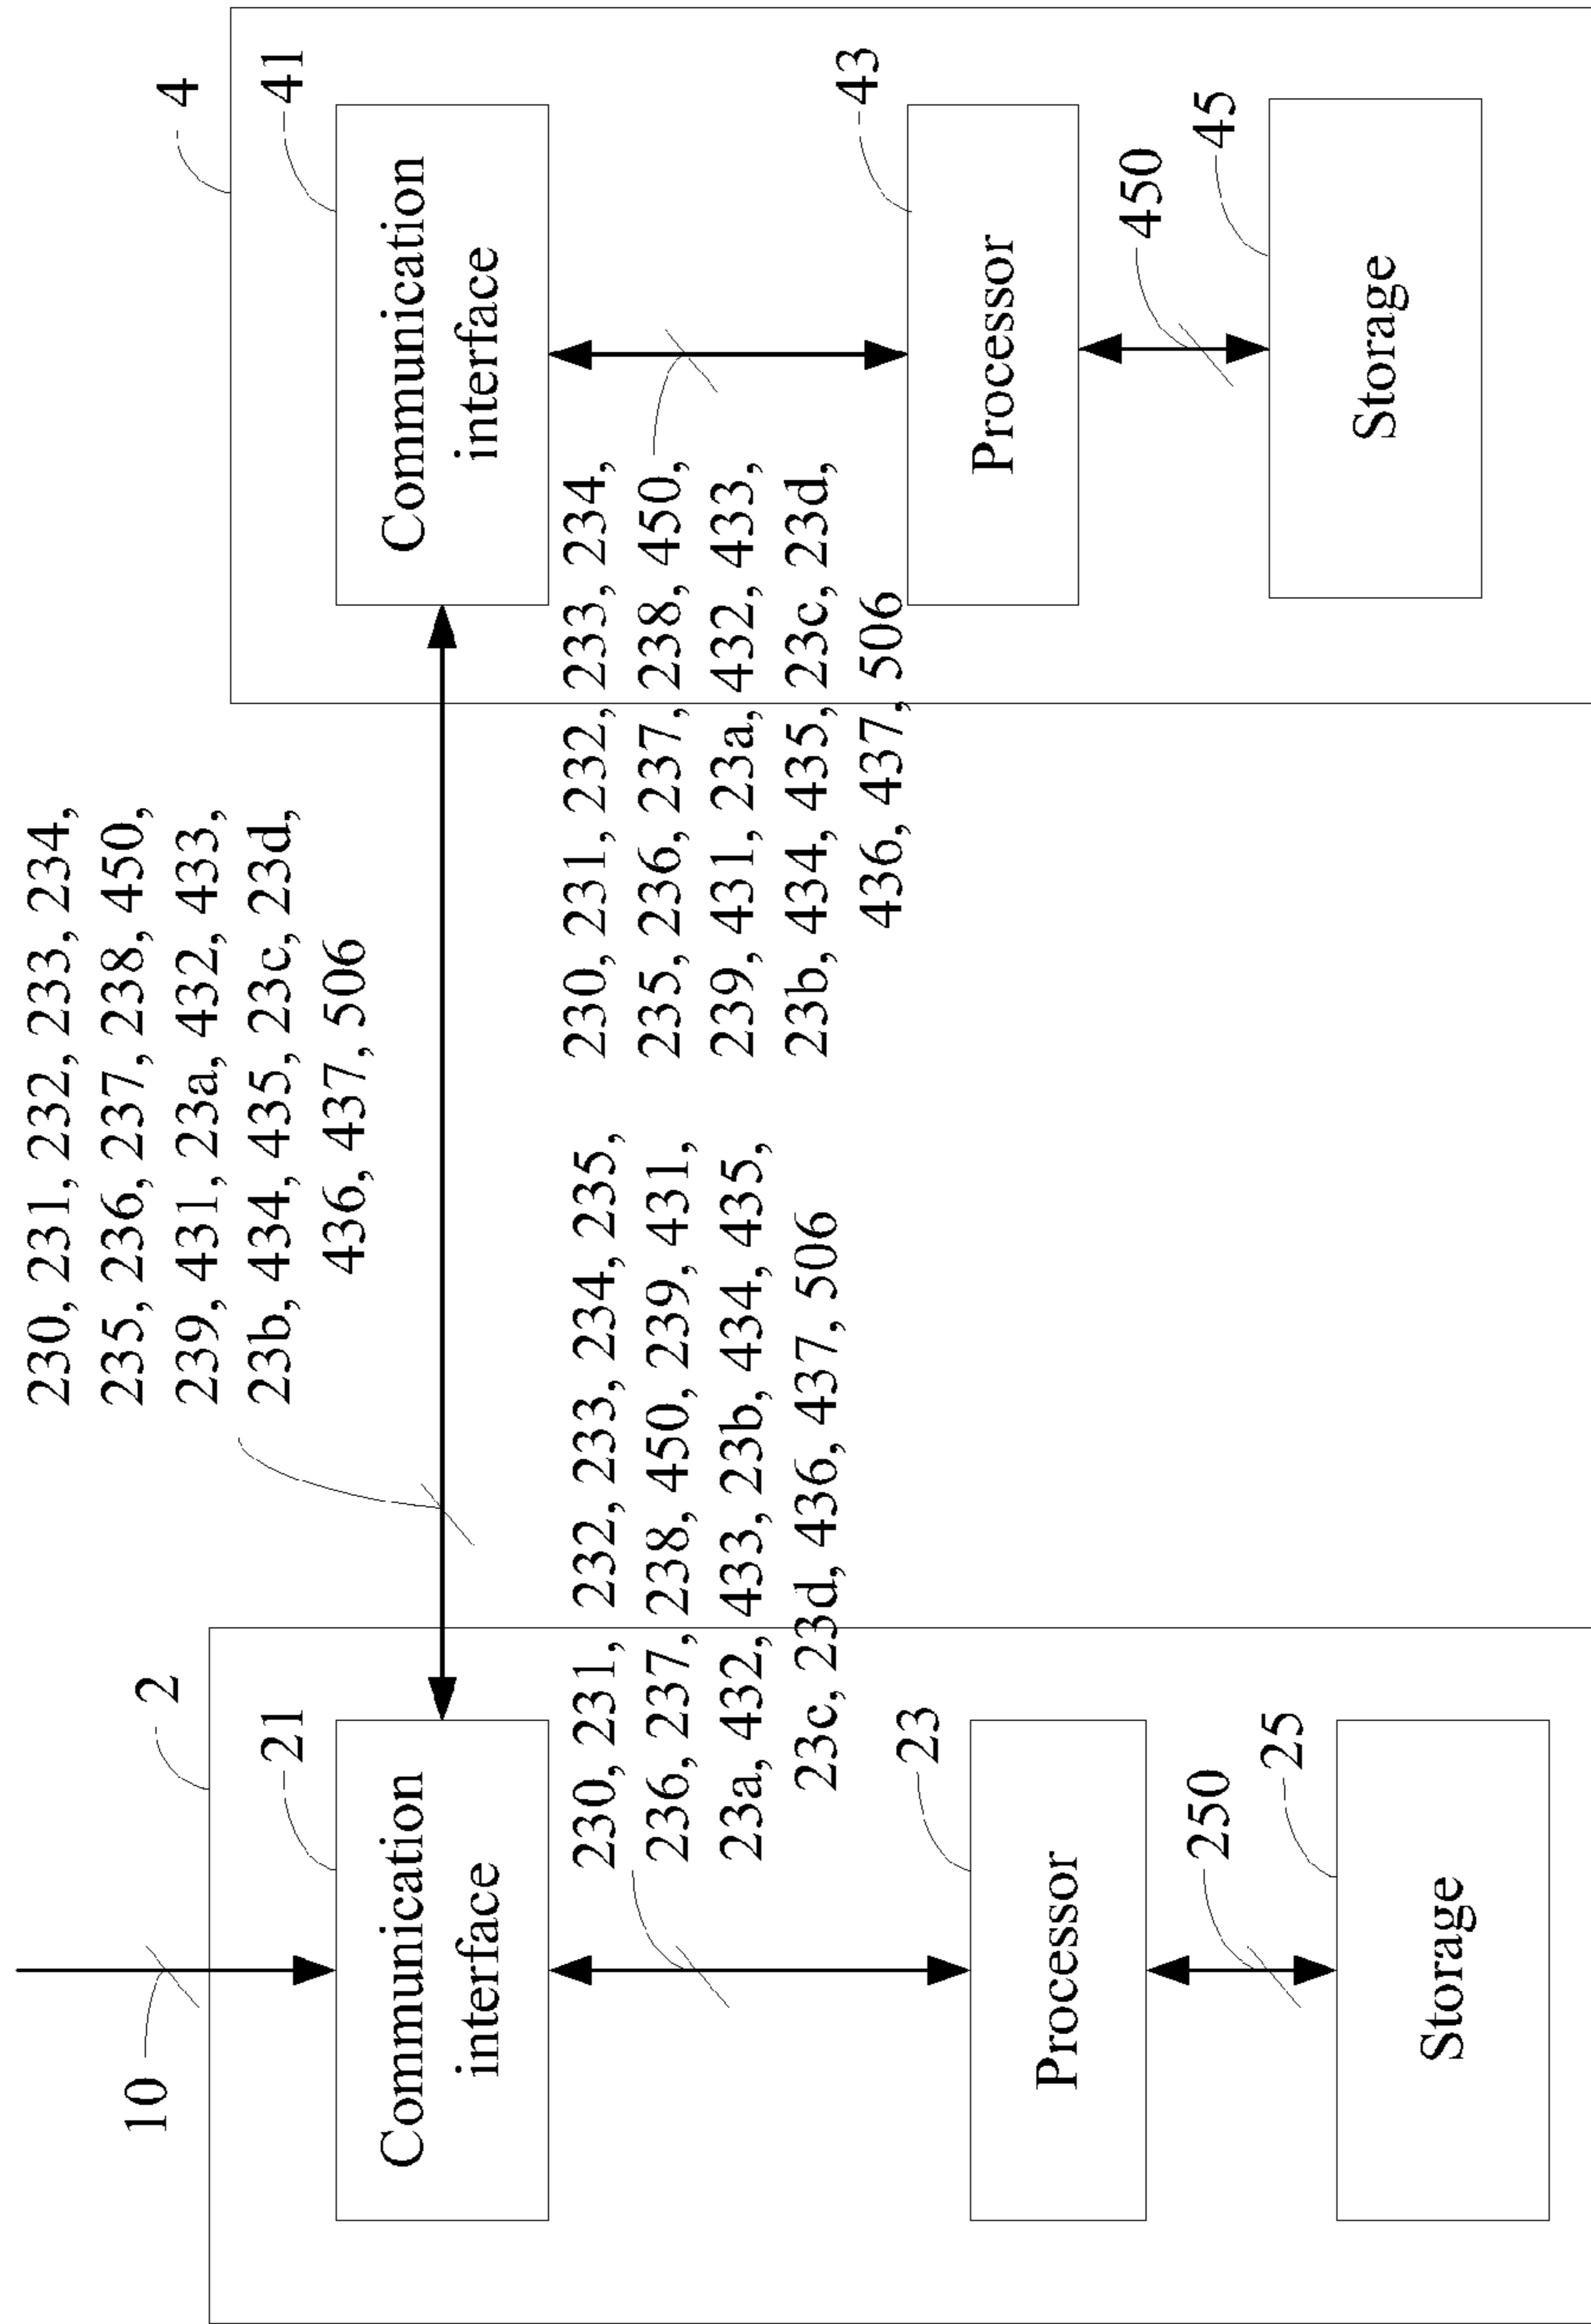 230, 231, 232, 233, 234,
235, 236, 237, 238, 450,
239, 431, 23a, 432, 433,
23b, 434, 435, 23c, 23d,
436, 437, 506
10
2
21
Communication
interface
230, 231, 232, 233, 234, 235,
236, 237, 238, 450, 239, 431,
23a, 432, 433, 23b, 434, 435,
23c, 23d, 436, 437, 506
23
Processor
250
25
Storage
4
41
Communication
interface
230, 231, 232, 233, 234,
235, 236, 237, 238, 450,
239, 431, 23a, 432, 433,
23b, 434, 435, 23c, 23d,
436, 437, 506
43
Processor
450
45
Storage